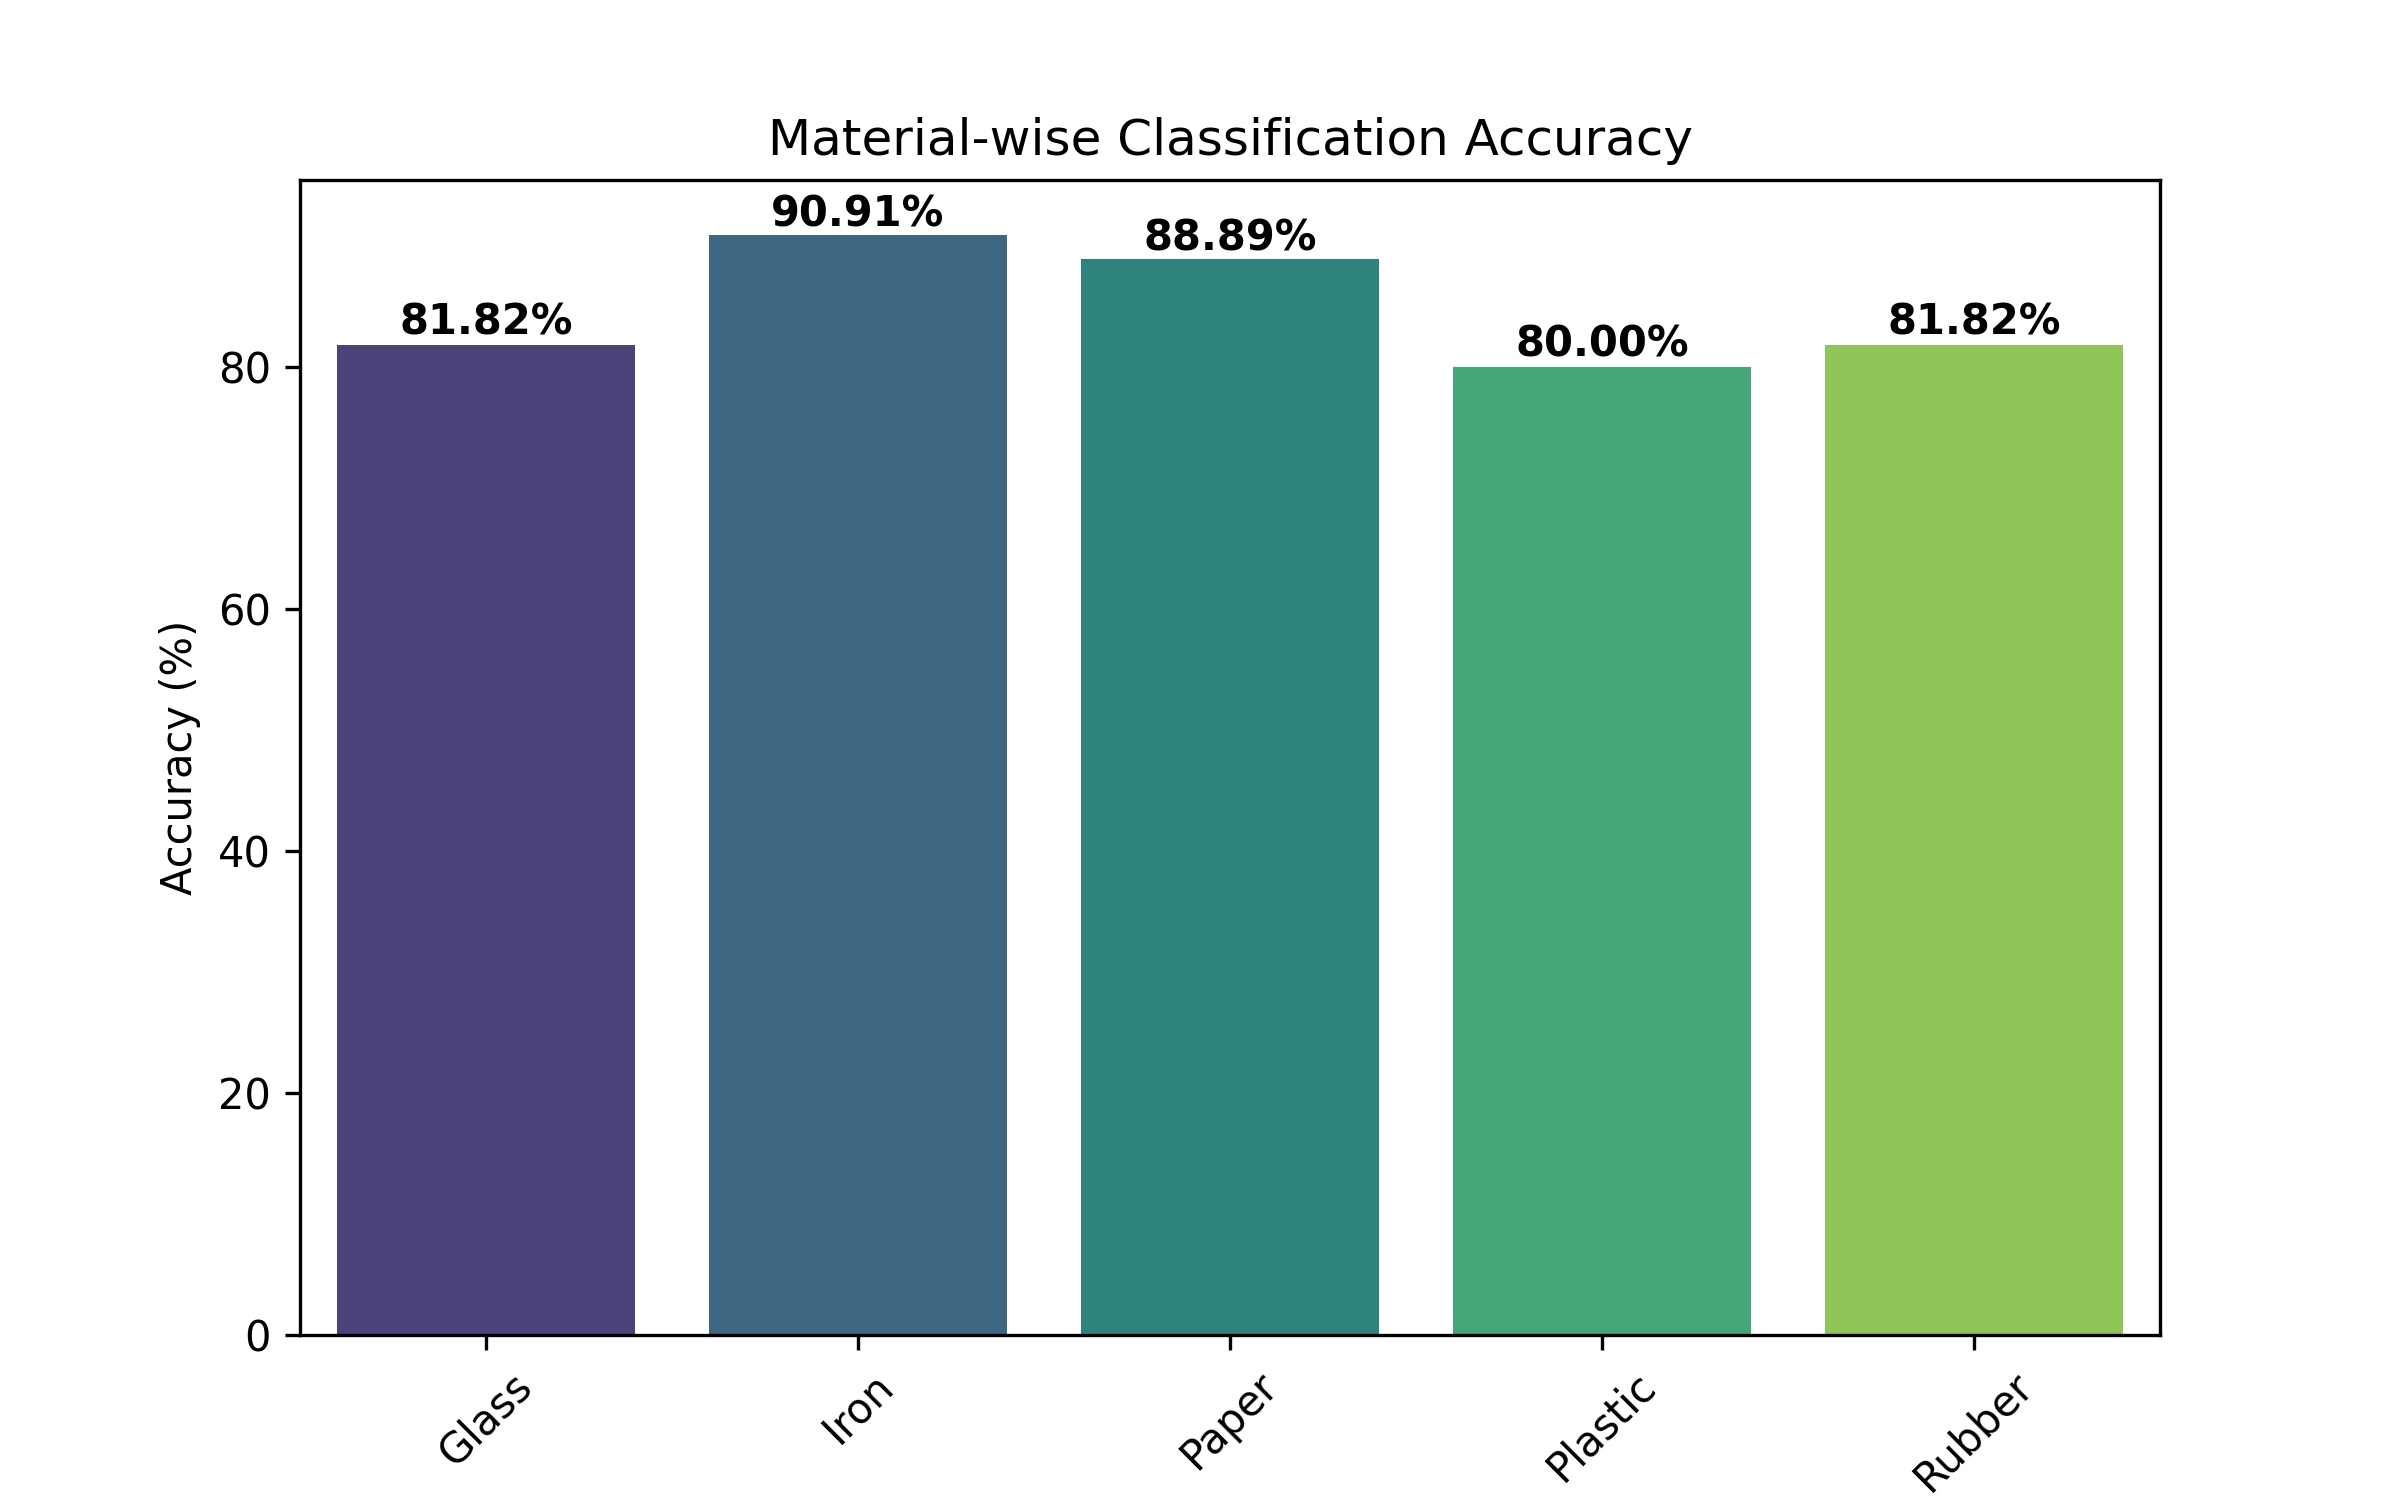 Material-wise Classification Accuracy
90.91%
88.89%
81.82%
80.00%
81.82%
80
60
40
20
0
Accuracy (%)
Glass
Iron
Paper
Plastic
Rubber